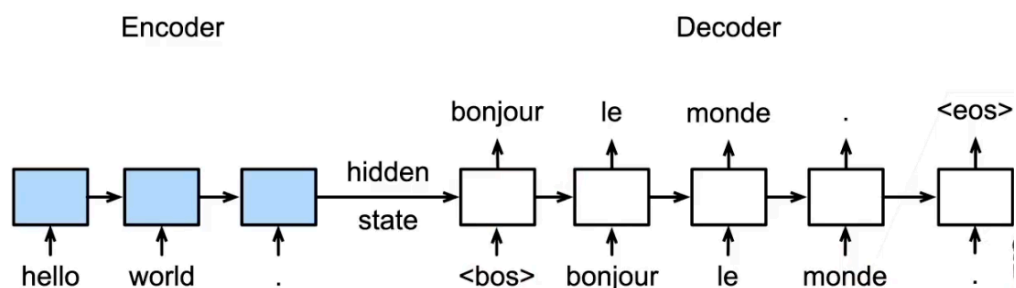 Encoder Decoder
bonjour le monde . <eos>
hidden
state
hello world . <bos> bonjour le monde .